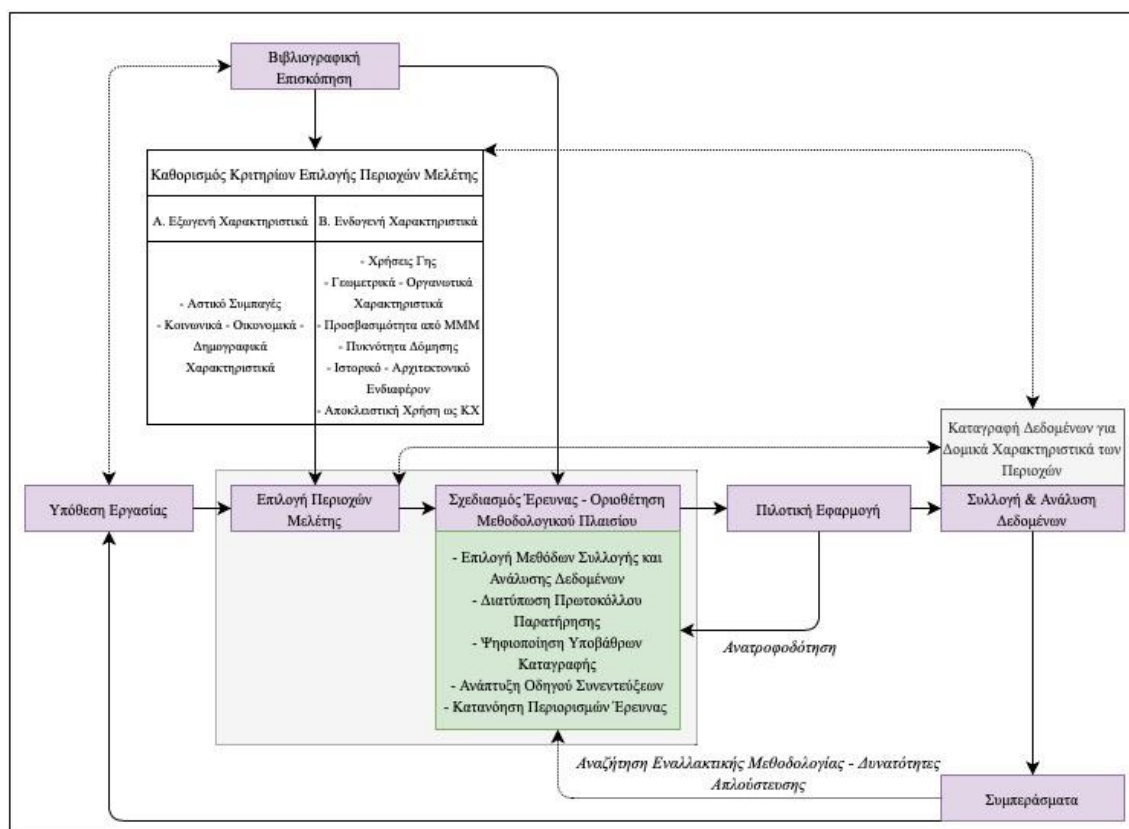 Βιβλιογραφική
Επισκόπηση
Καθορισμός Κριτηρίων Επιλογής Περιοχών Μελέτης
Α. Εξωγενή Χαρακτηριστικά
Β. Ενδογενή Χαρακτηριστικά
- Αστικό Συμπαγές
- Κοινωνικά - Οικονομικά -
Δημογραφικά
Χαρακτηριστικά
- Χρήσεις Γης
- Γεωμετρικά - Οργανωτικά
Χαρακτηριστικά
- Προσβασιμότητα από ΜΜΜ
- Πυκνότητα Δόμησης
- Ιστορικό - Αρχιτεκτονικό
Ενδιαφέρον
- Αποκλειστική Χρήση ως ΚΧ
Καταγραφή Δεδομένων για
Δομικά Χαρακτηριστικά των
Περιοχών
Υπόθεση Εργασίας
Επιλογή Περιοχών
Μελέτης
Σχεδιασμός Έρευνας - Οριοθέτηση
Μεθοδολογικού Πλαισίου
Πιλοτική Εφαρμογή
Συλλογή & Ανάλυση
Δεδομένων
- Επιλογή Μεθόδων Συλλογής και
Ανάλυσης Δεδομένων
- Διατύπωση Πρωτοκόλλου
Παρατήρησης
- Ψηφιοποίηση Υποβάθρων
Καταγραφής
- Ανάπτυξη Οδηγού Συνεντεύξεων
- Κατανόηση Περιορισμών Έρευνας
Ανατροφοδότηση
Αναζήτηση Εναλλακτικής Μεθοδολογίας - Δυνατότητες
Απλούστευσης
Συμπεράσματα